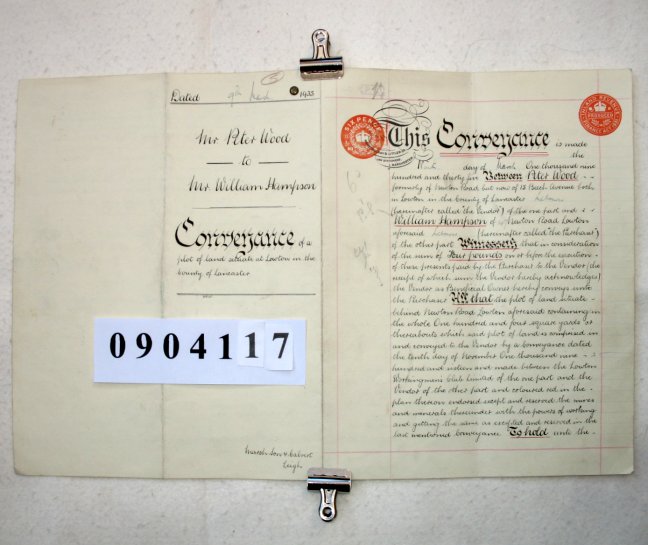 Dated 9th March 1935
Mr Peter Wood
to
Mr William Hampson
Conveyance of a
plot of land situate at Lowton in the
County of Lancaster
0904117
Leigh
SIX PENCE
INLAND REVENUE
PRODUCED
This Conveyance is made
the
day of March One thousand nine
hundred and thirty five Between Peter Wood
formerly of Newton Road but now of 13 Beech Avenue both
in Lowton in the County of Lancaster
(hereinafter called "the Vendor") of the one part and
William Hampson of Newton Road Lowton
aforesaid (hereinafter called "the Purchaser")
of the other part Witnesseth that in consideration
of the sum of Four pounds on or before the execution
of these presents paid by the Purchaser to the Vendor (the
receipt of which sum the Vendor hereby acknowledges)
the Vendor as Beneficial Owner hereby conveys unto
the Purchaser All that the plot of land situate
behind Newton Road Lowton aforesaid containing in
the whole One hundred and four square yards or
thereabouts which said plot of land is comprised in
and conveyed to the Vendor by a Conveyance dated
the tenth day of November One thousand nine
hundred and sixteen and made between the Lowton
Workingmens Club Limited of the one part and the
Vendor of the other part and coloured red in the
plan thereon endorsed except and reserved the mines
and minerals thereunder with the powers of working
and getting the same as excepted and reserved in the
last mentioned Conveyance To hold unto the